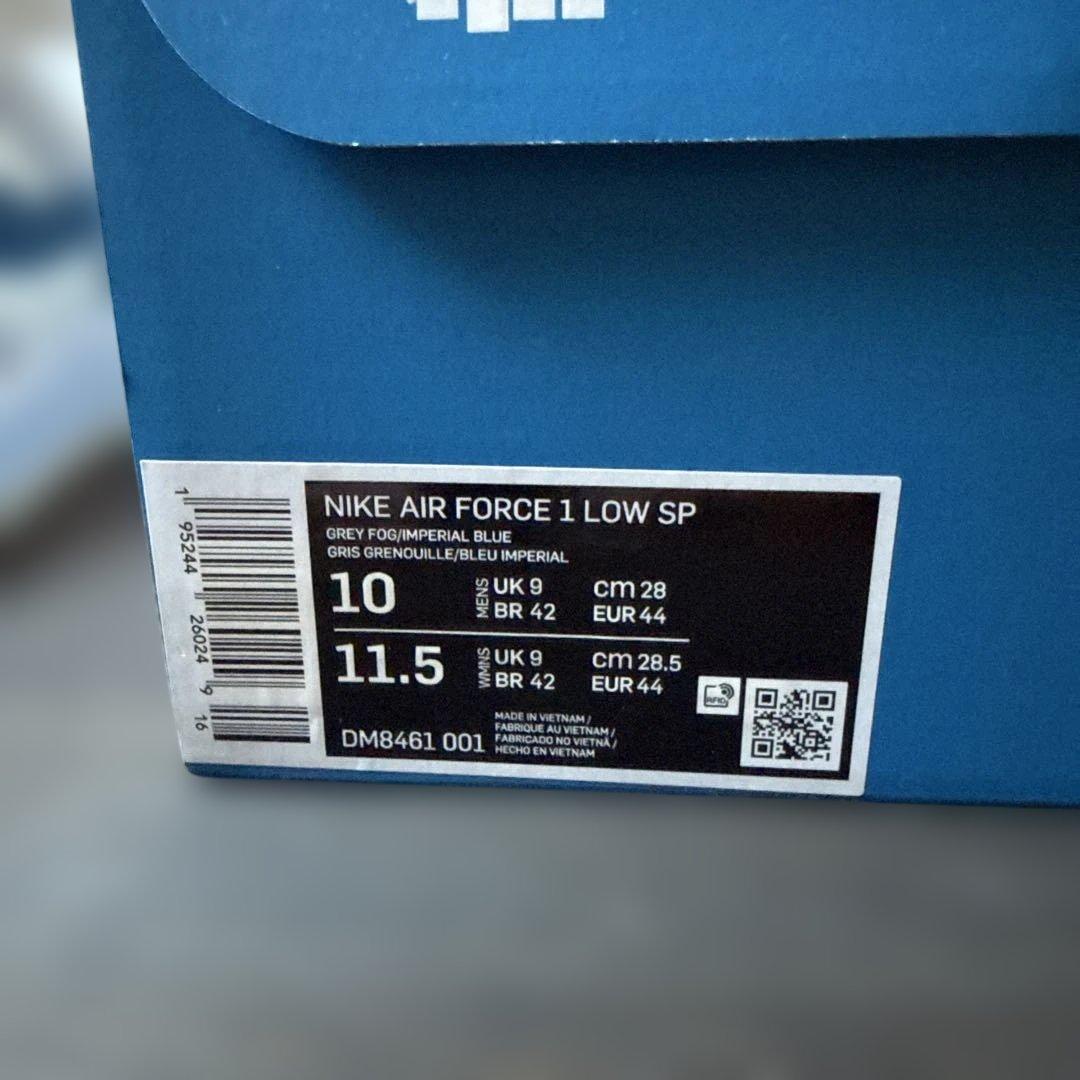 NIKE AIR FORCE 1 LOW SP
GREY FOG/IMPERIAL BLUE
GRIS GRENOUILLE/BLEU IMPERIAL
10 MENS UK 9 cm 28
BR 42 EUR 44
11.5 WMNS UK 9 cm 28.5
BR 42 EUR 44
DM8461 001
MADE IN VIETNAM /
FABRIQUE AU VIETNAM /
FABRICADO NO VIETNÃ /
HECHO EN VIETNAM
RFID
1 95244 26024 9 16